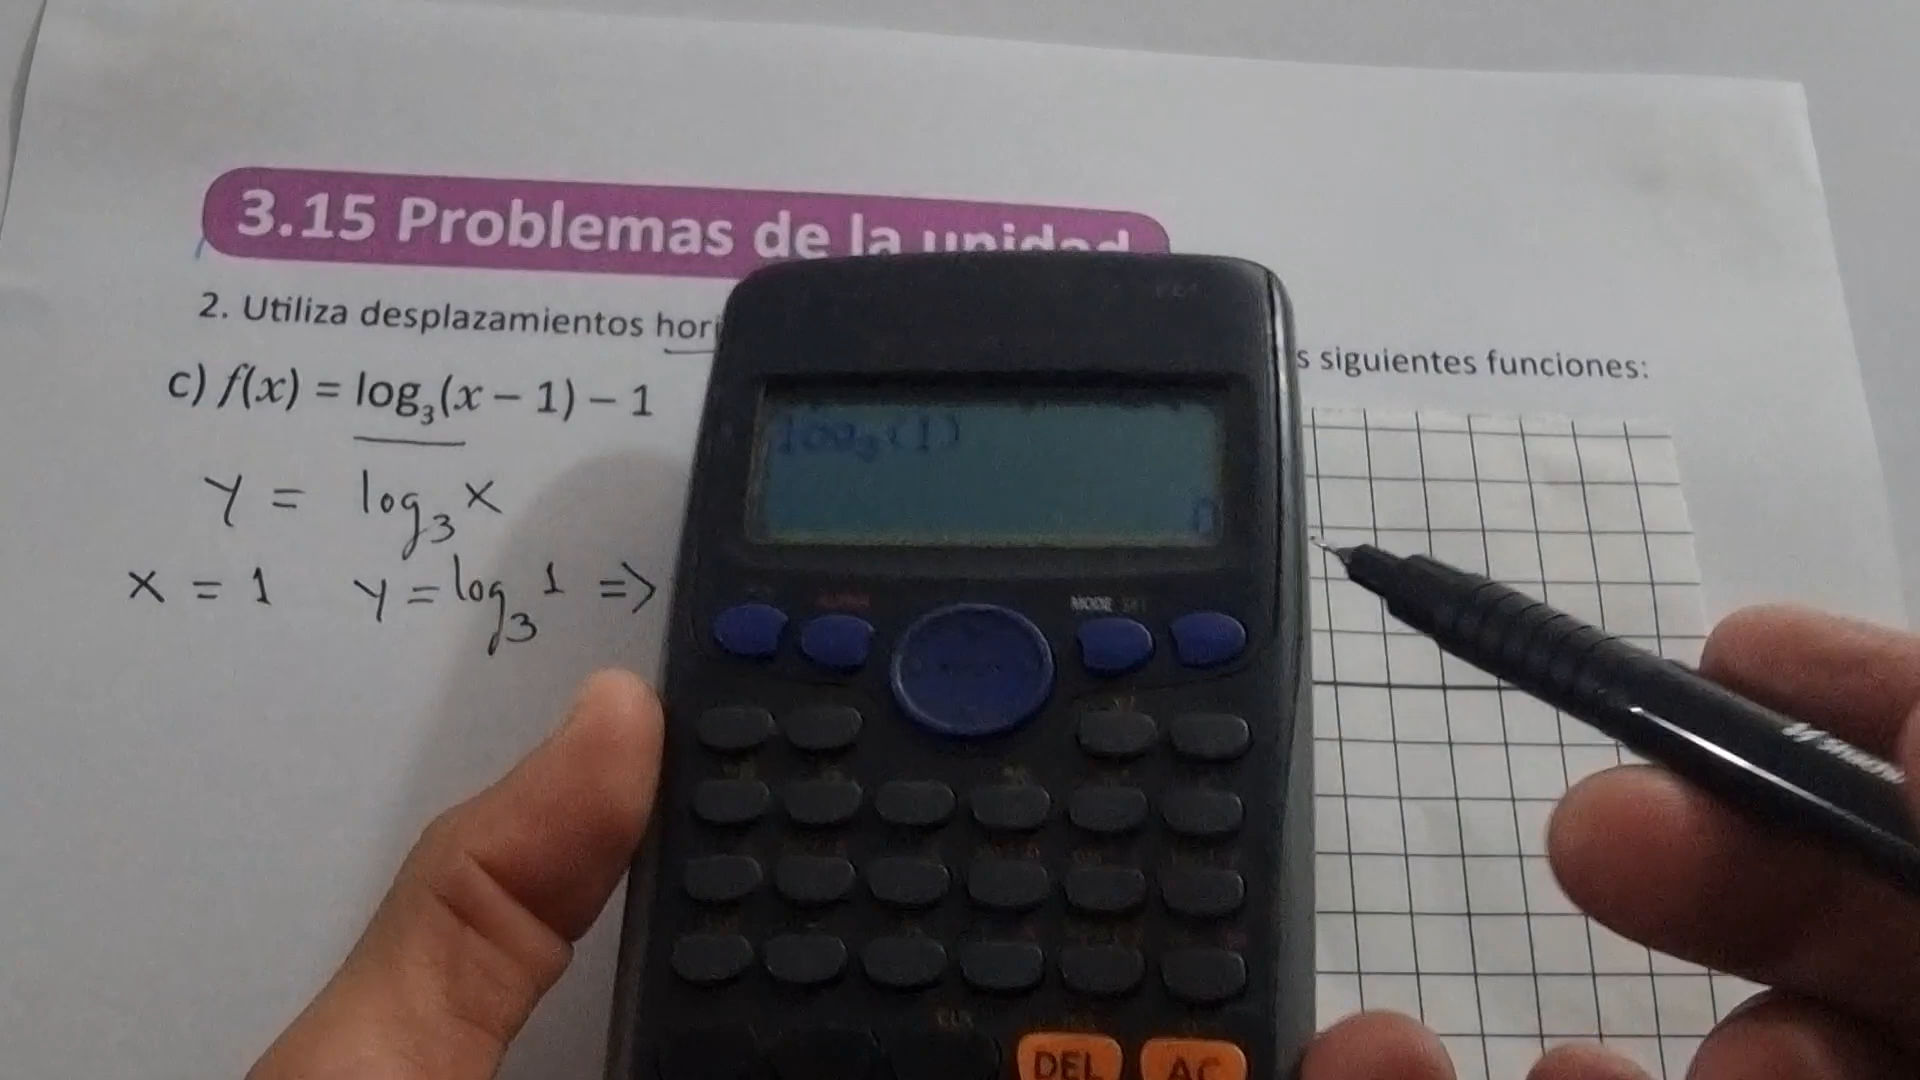 3.15 Problemas de la unidad
2. Utiliza desplazamientos hori s siguientes funciones:
c) f(x) = log₃(x – 1) – 1
y = log₃ x
x = 1 y = log₃ 1 =>
log₃(1)
0
MODE
DEL AC